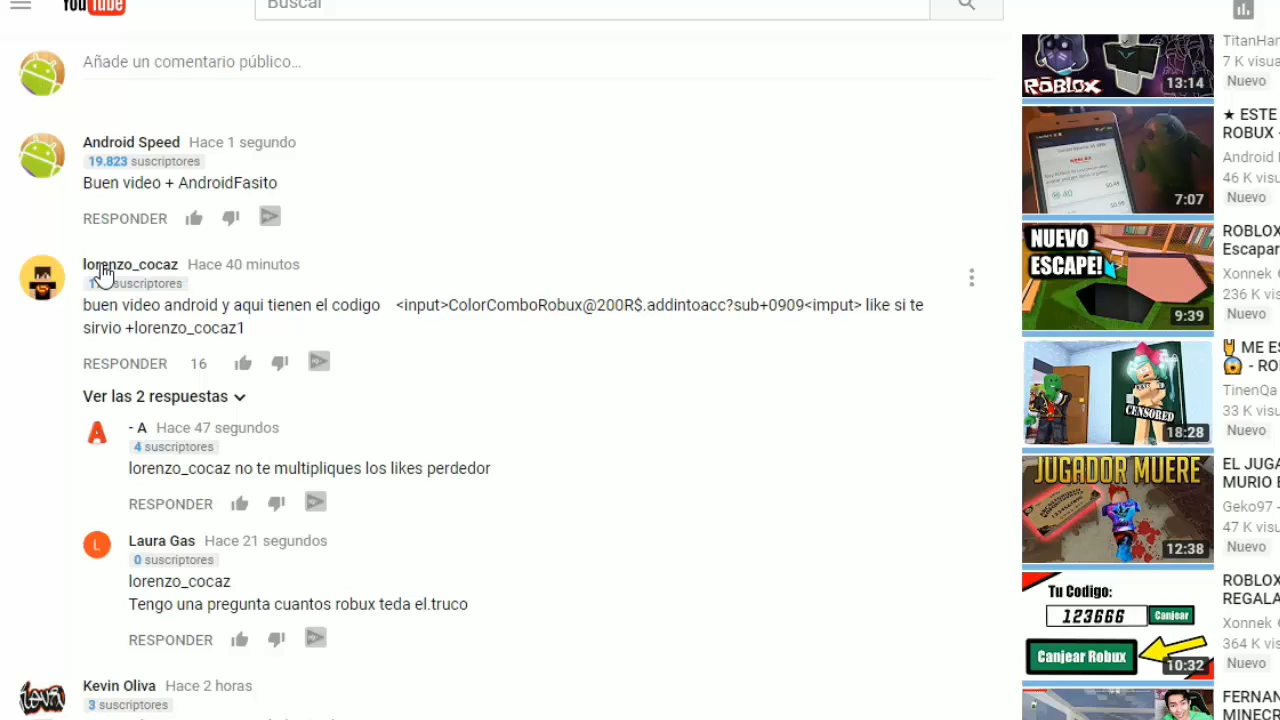 YouTube
Buscar
Añade un comentario público...
Android Speed Hace 1 segundo
19.823 suscriptores
Buen video + AndroidFasito
RESPONDER
lorenzo_cocaz Hace 40 minutos
suscriptores
buen video android y aqui tienen el codigo <input>ColorComboRobux@200R$.addintoacc?sub+0909<imput> like si te
sirvio +lorenzo_cocaz1
RESPONDER 16
Ver las 2 respuestas
- A Hace 47 segundos
4 suscriptores
lorenzo_cocaz no te multipliques los likes perdedor
RESPONDER
Laura Gas Hace 21 segundos
0 suscriptores
lorenzo_cocaz
Tengo una pregunta cuantos robux teda el.truco
RESPONDER
Kevin Oliva Hace 2 horas
3 suscriptores
ROBLOX
13:14
TitanHan
7 K visua
Nuevo
7:07
★ ESTE
ROBUX -
Android
46 K visu
Nuevo
NUEVO
ESCAPE!
9:39
ROBLOX
Escapar
Xonnek
236 K vis
Nuevo
CENSORED
18:28
ME ES
- RO
TinenQa
33 K visu
Nuevo
JUGADOR MUERE
12:38
EL JUGA
MURIO E
Geko97 -
47 K visu
Nuevo
Tu Codigo:
123666 Canjear
Canjear Robux
10:32
ROBLOX
REGALA
Xonnek
364 K vis
Nuevo
FERNAN
MINECR